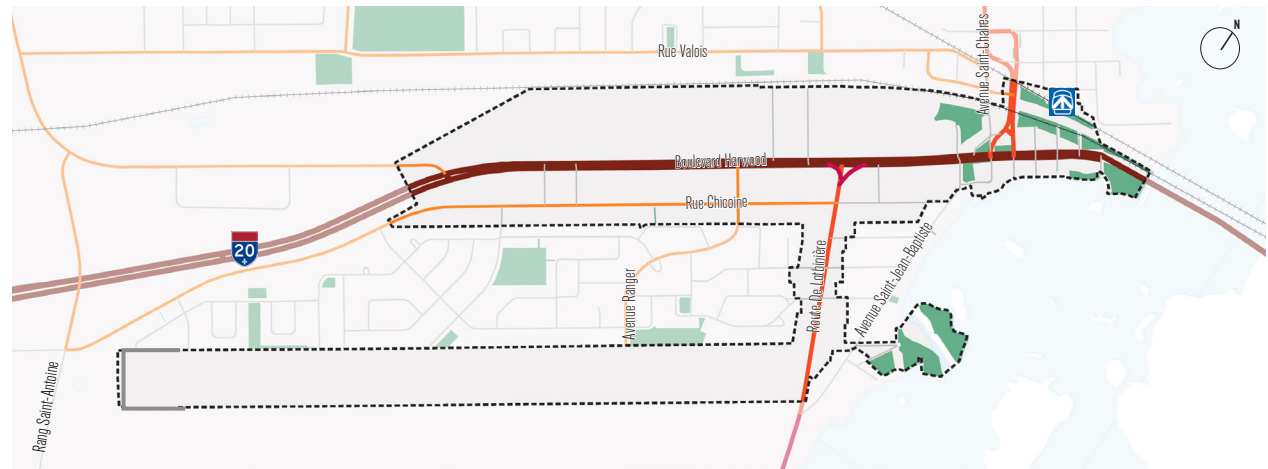 N
Rue Valois
Avenue Saint-Chalres
Boulevard Harwood
Rue Chicoine
20
Avenue Ranger
Route De Lotbinière
Avenue Saint-Jean-Baptiste
Rang Saint-Antoine